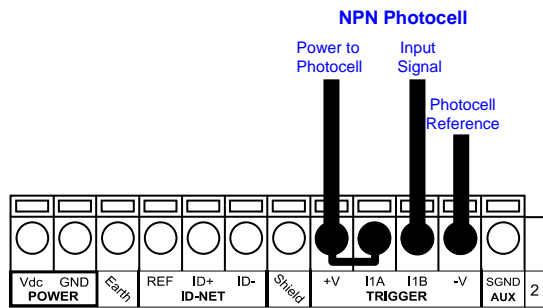 NPN Photocell
Power to
Photocell
Input
Signal
Photocell
Reference
Vdc GND Earth REF ID+ ID- Shield +V I1A I1B -V SGND 2
POWER ID-NET TRIGGER AUX